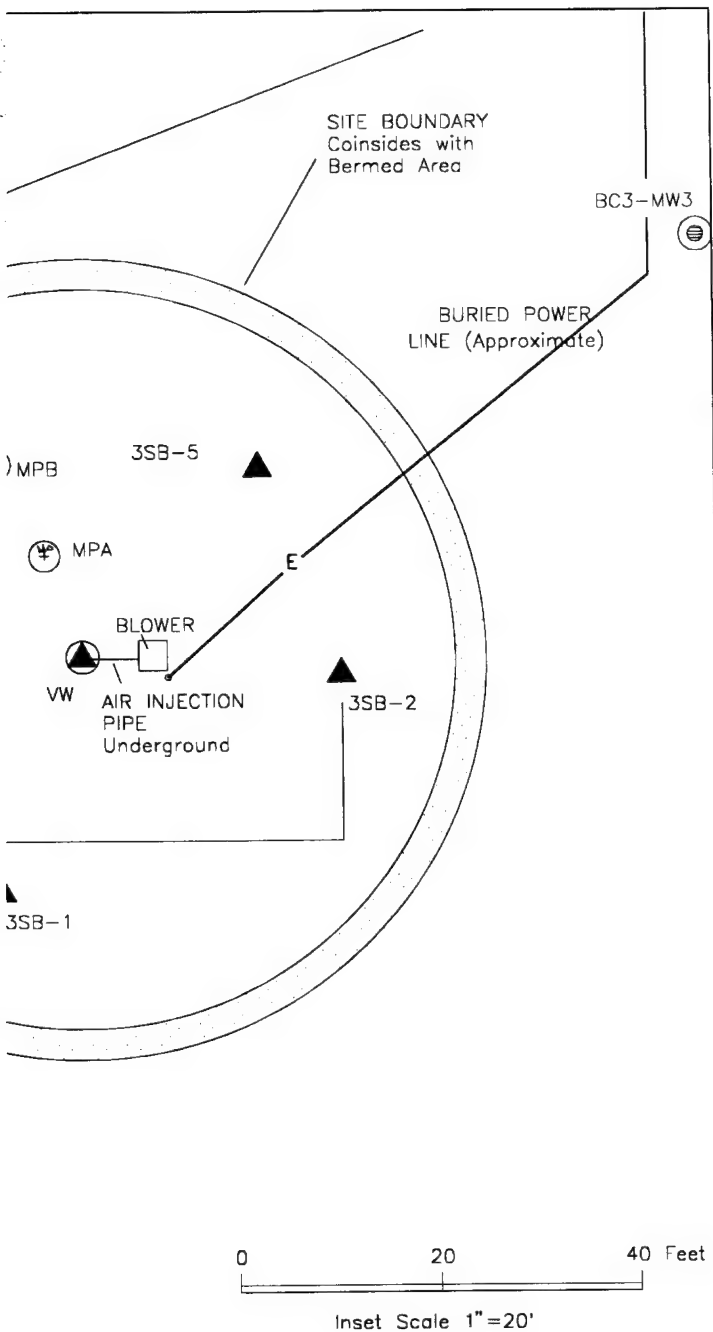 SITE BOUNDARY
Coinsides with
Bermed Area
BC3-MW3
BURIED POWER
LINE (Approximate)
3SB-5
)MPB
MPA
E
BLOWER
VW
AIR INJECTION
PIPE
Underground
3SB-2
3SB-1
0 20 40 Feet
Inset Scale 1"=20'